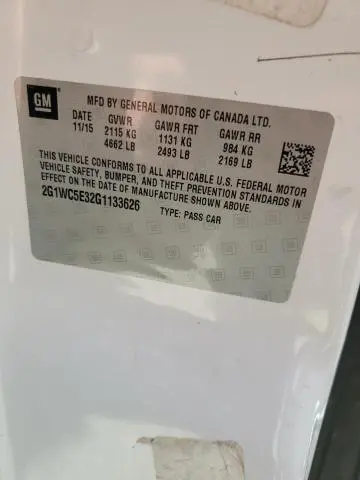 GM
MFD BY GENERAL MOTORS OF CANADA LTD.
DATE GVWR GAWR FRT GAWR RR
11/15 2115 KG 1131 KG 984 KG
4662 LB 2493 LB 2169 LB
THIS VEHICLE CONFORMS TO ALL APPLICABLE U.S. FEDERAL MOTOR
VEHICLE SAFETY, BUMPER, AND THEFT PREVENTION STANDARDS IN
EFFECT ON THE DATE OF MANUFACTURE SHOWN ABOVE.
2G1WC5E32G1133626 TYPE: PASS CAR